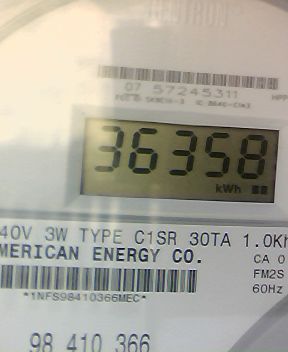 07 57245311
36358
kWh
40V 3W TYPE C1SR 30TA 1.0Kh
MERICAN ENERGY CO.
CA 0
FM2S
60Hz
*1NFS98410366MEC*
98 410 366